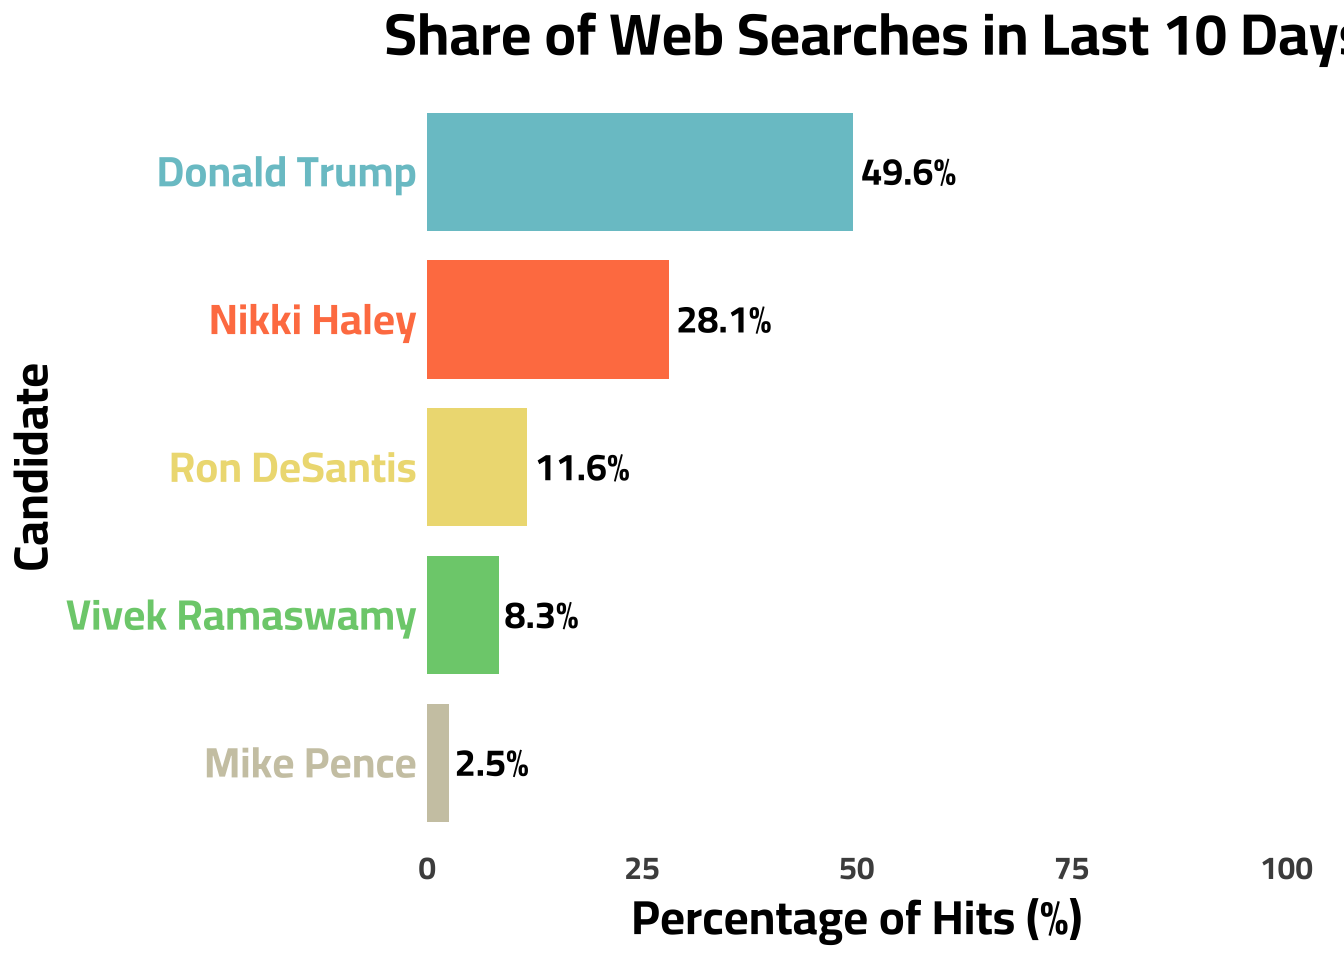 Share of Web Searches in Last 10 Days
Donald Trump 49.6%
Nikki Haley 28.1%
Ron DeSantis 11.6%
Vivek Ramaswamy 8.3%
Mike Pence 2.5%
Candidate
0 25 50 75 100
Percentage of Hits (%)